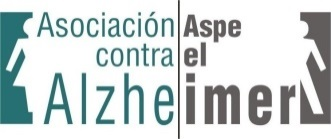 Asociación Aspe
contra el
Alzheimer